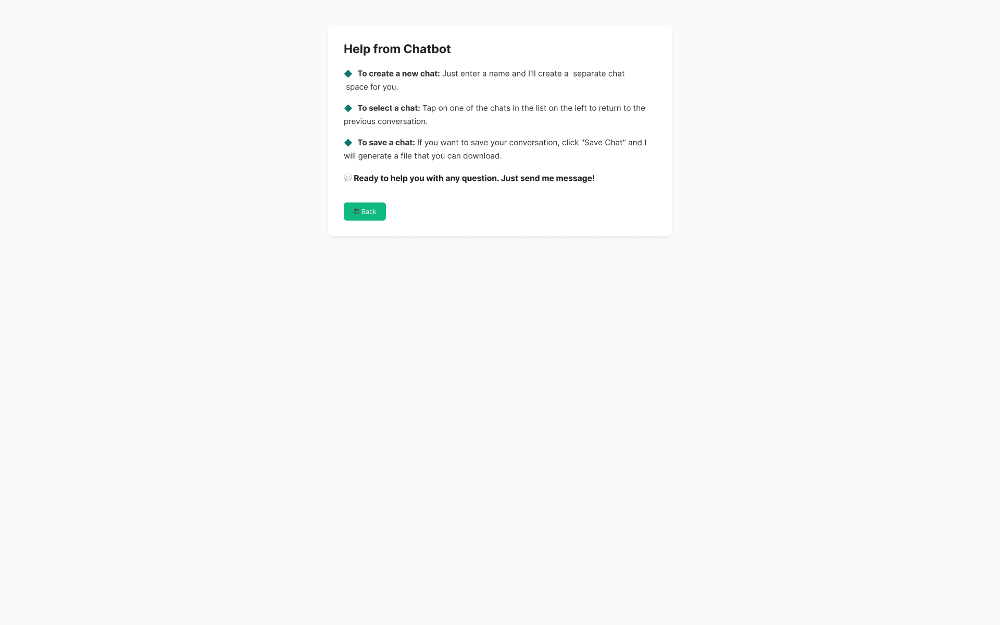 Help from Chatbot
To create a new chat: Just enter a name and I'll create a  separate chat
space for you.
To select a chat: Tap on one of the chats in the list on the left to return to the
previous conversation.
To save a chat: If you want to save your conversation, click "Save Chat" and I
will generate a file that you can download.
💬 Ready to help you with any question. Just send me message!
🔙 Back